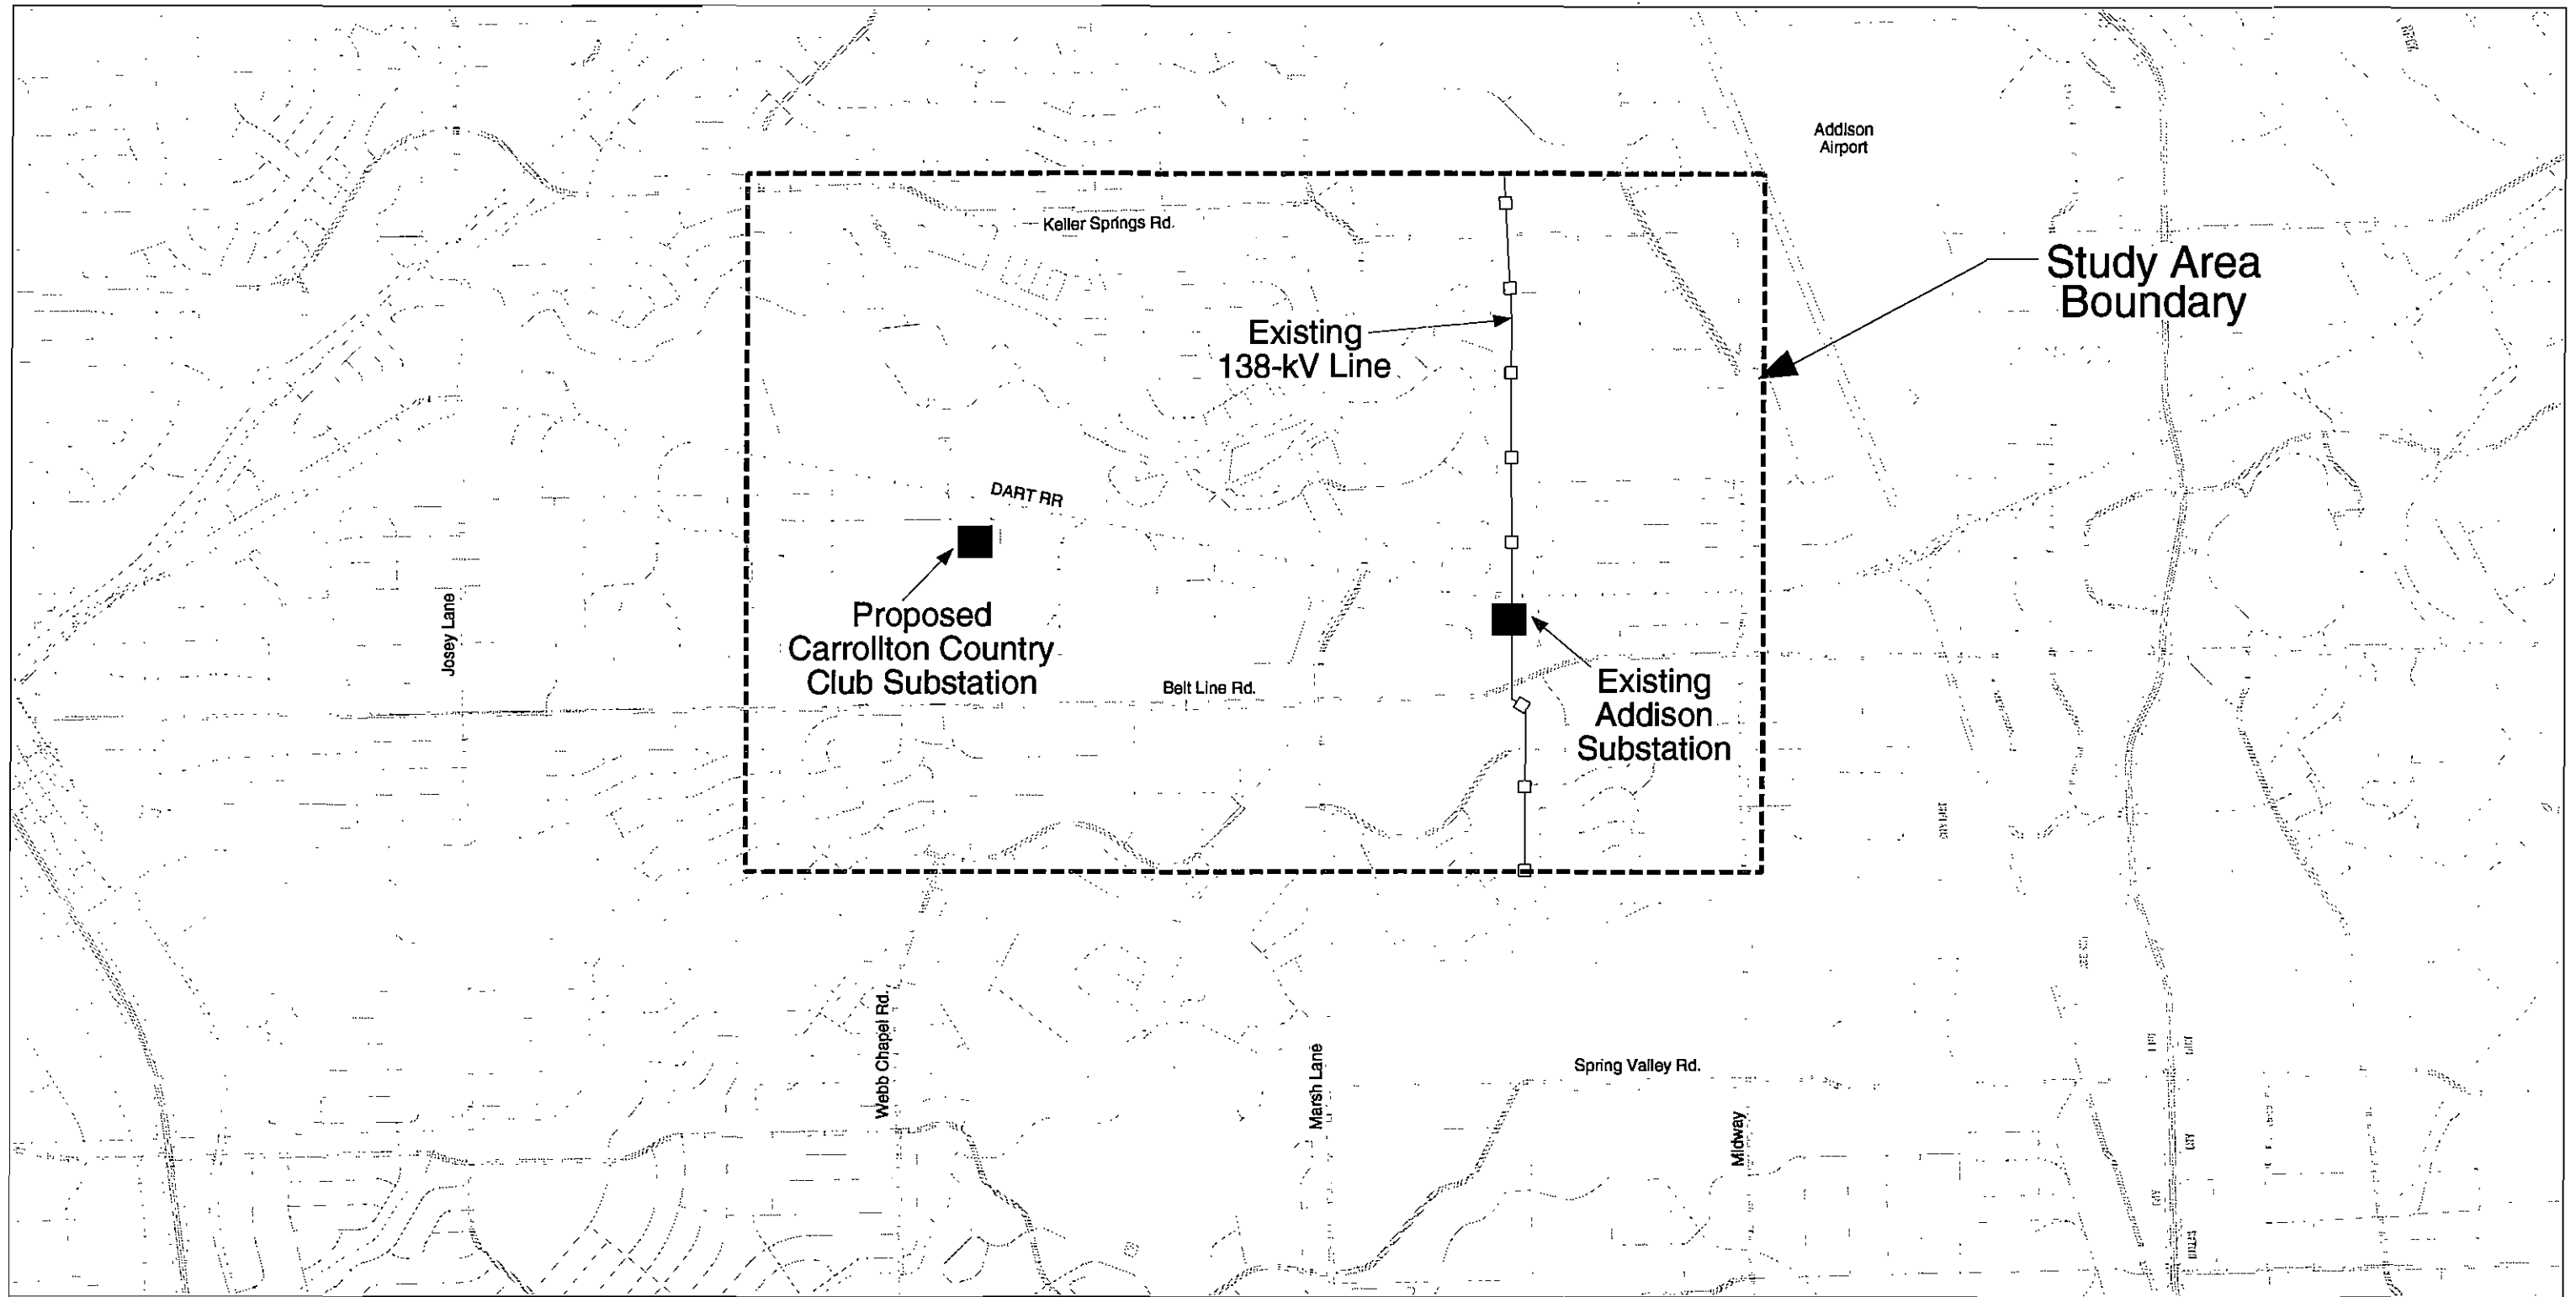 Addison
Airport
Keller Springs Rd.
Study Area
Boundary
Existing
138-kV Line
DART RR
Proposed
Carrollton Country
Club Substation
Josey Lane
Belt Line Rd.
Existing
Addison
Substation
Webb Chapel Rd.
Marsh Lane
Spring Valley Rd.
Midway